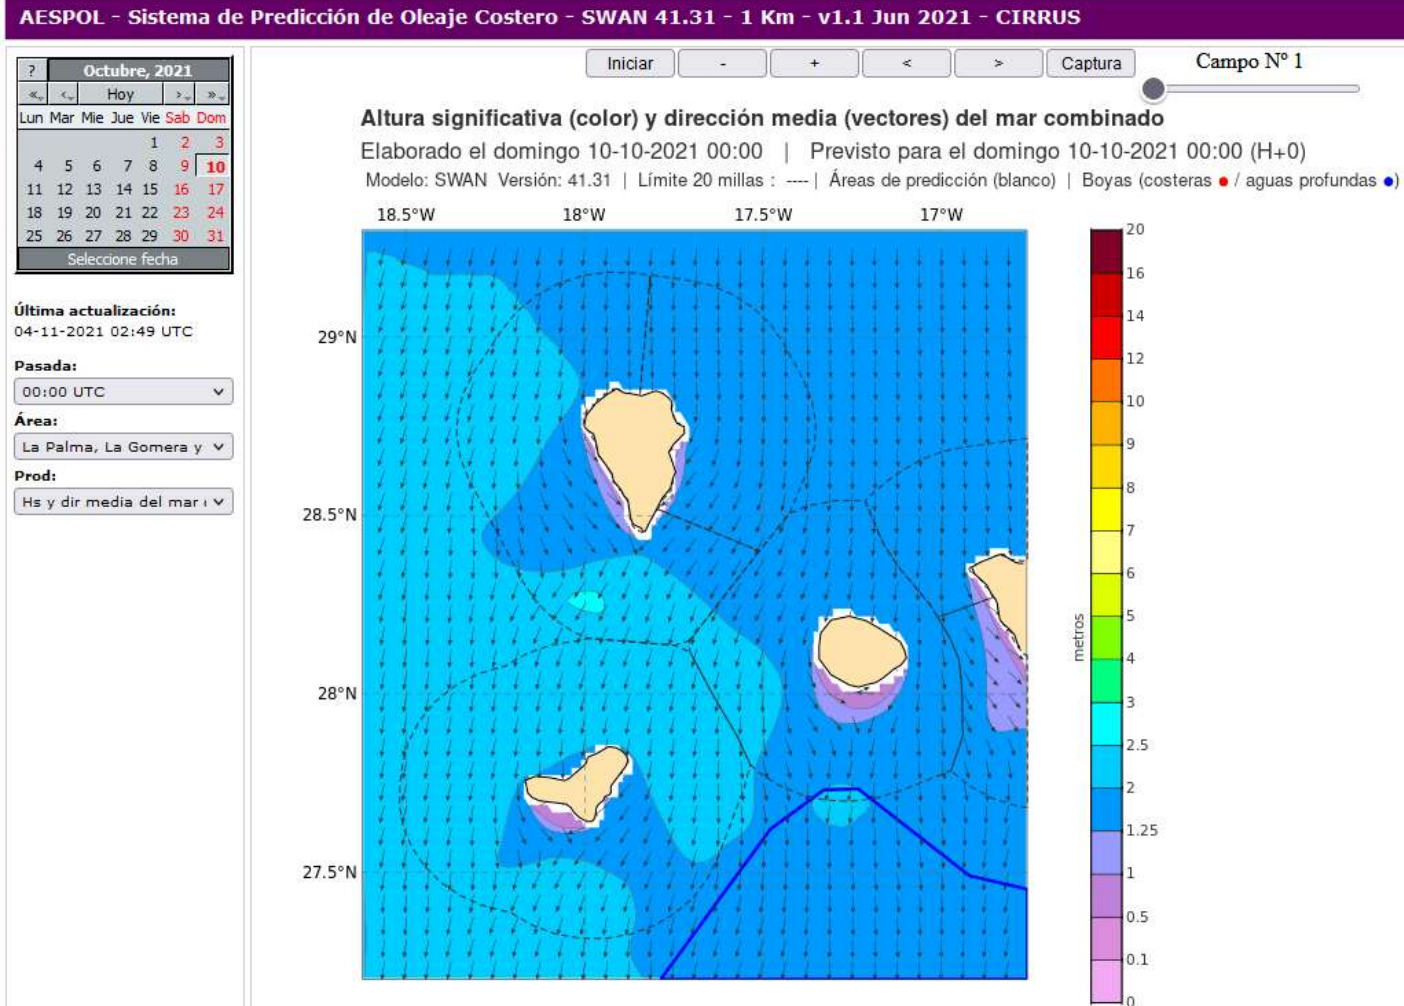 AESPOL - Sistema de Predicción de Oleaje Costero - SWAN 41.31 - 1 Km - v1.1 Jun 2021 - CIRRUS
? Octubre, 2021
«, ‹, Hoy ›, »,
Lun Mar Mie Jue Vie Sab Dom
1 2 3
4 5 6 7 8 9 10
11 12 13 14 15 16 17
18 19 20 21 22 23 24
25 26 27 28 29 30 31
Seleccione fecha
Última actualización:
04-11-2021 02:49 UTC
Pasada:
00:00 UTC
Área:
La Palma, La Gomera y
Prod:
Hs y dir media del mar
Iniciar - + < > Captura Campo Nº 1
Altura significativa (color) y dirección media (vectores) del mar combinado
Elaborado el domingo 10-10-2021 00:00 | Previsto para el domingo 10-10-2021 00:00 (H+0)
Modelo: SWAN Versión: 41.31 | Límite 20 millas : ---- | Áreas de predicción (blanco) | Boyas (costeras ● / aguas profundas ●)
18.5°W 18°W 17.5°W 17°W
29°N
28.5°N
28°N
27.5°N
metros
20
16
14
12
10
9
8
7
6
5
4
3
2.5
2
1.25
1
0.5
0.1
0